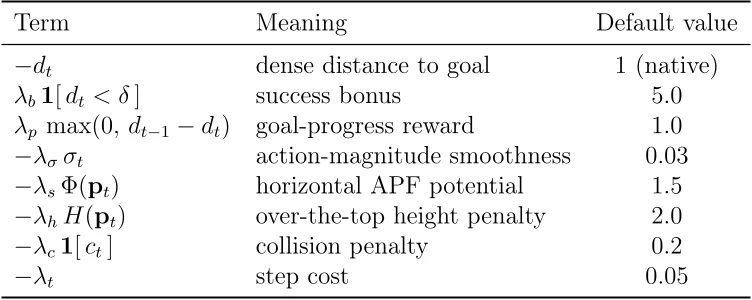 Term Meaning Default value
−d_t dense distance to goal 1 (native)
λ_b 𝟏[ d_t < δ ] success bonus 5.0
λ_p max(0, d_{t−1} − d_t) goal-progress reward 1.0
−λ_σ σ_t action-magnitude smoothness 0.03
−λ_s Φ(𝐩_t) horizontal APF potential 1.5
−λ_h H(𝐩_t) over-the-top height penalty 2.0
−λ_c 𝟏[ c_t ] collision penalty 0.2
−λ_t step cost 0.05